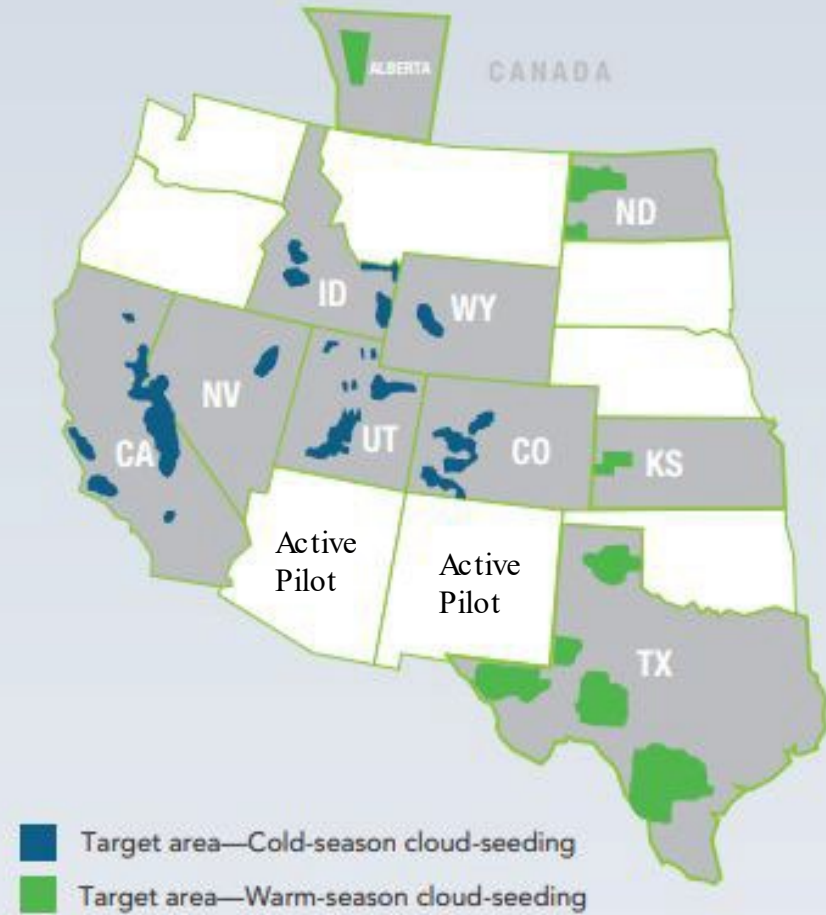 ALBERTA
CANADA
ND
ID
WY
NV
UT
CO
KS
CA
Active
Pilot
Active
Pilot
TX
Target area—Cold-season cloud-seeding
Target area—Warm-season cloud-seeding